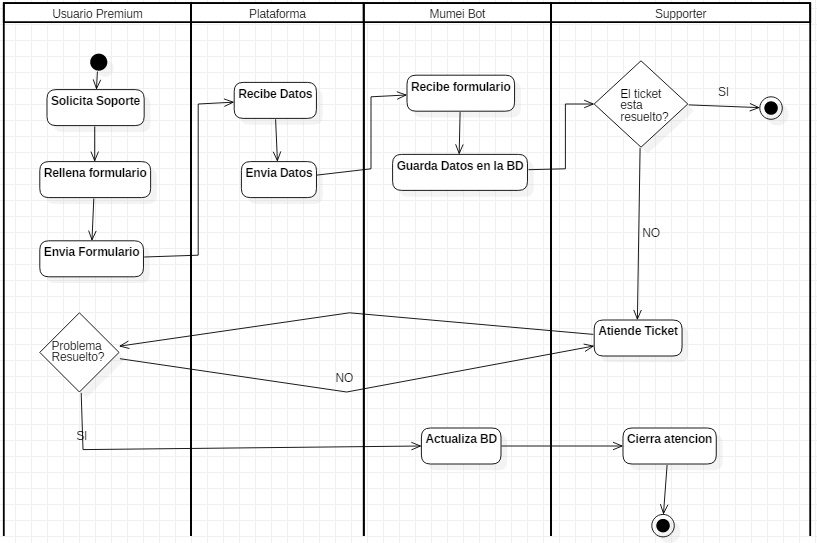 Usuario Premium
Plataforma
Mumei Bot
Supporter
Solicita Soporte
Recibe Datos
Recibe formulario
El ticket
esta
resuelto?
SI
Rellena formulario
Envia Datos
Guarda Datos en la BD
NO
Envia Formulario
Atiende Ticket
Problema
Resuelto?
NO
SI
Actualiza BD
Cierra atencion